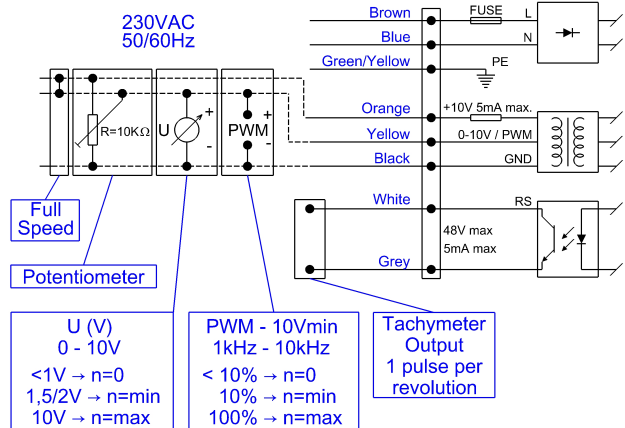 230VAC
50/60Hz
Brown
FUSE
L
Blue
N
Green/Yellow
PE
Orange
+10V 5mA max.
Yellow
0-10V / PWM
Black
GND
R=10KΩ
U
+
-
PWM
+
-
White
RS
48V max
5mA max
Grey
Full
Speed
Potentiometer
U (V)
0 - 10V
<1V → n=0
1,5/2V → n=min
10V → n=max
PWM - 10Vmin
1kHz - 10kHz
< 10% → n=0
10% → n=min
100% → n=max
Tachymeter
Output
1 pulse per
revolution